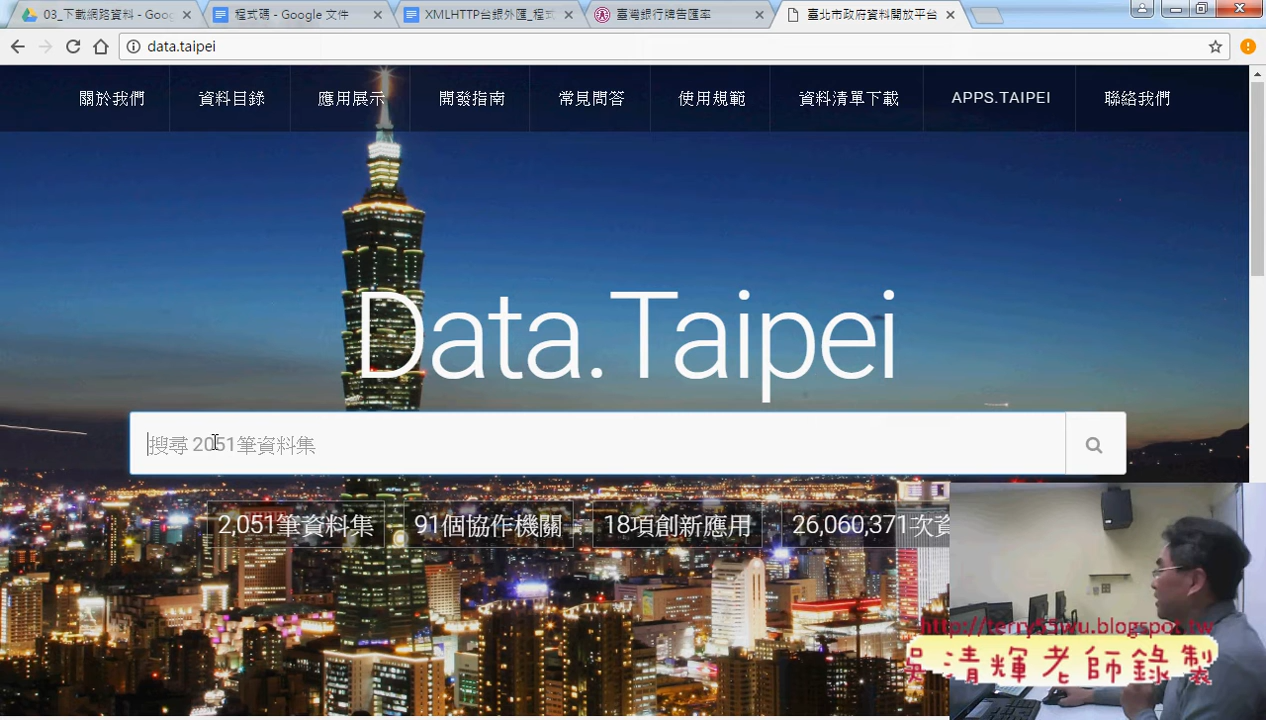 03_下載網路資料 - Goog
程式碼 - Google 文件
XMLHTTP台銀外匯_程式
臺灣銀行牌告匯率
臺北市政府資料開放平台
data.taipei
關於我們
資料目錄
應用展示
開發指南
常見問答
使用規範
資料清單下載
APPS.TAIPEI
聯絡我們
Data.Taipei
搜尋 2051筆資料集
2,051筆資料集
91個協作機關
18項創新應用
26,060,371次資
http://terry55wu.blogspot.tw
吳清輝老師錄製